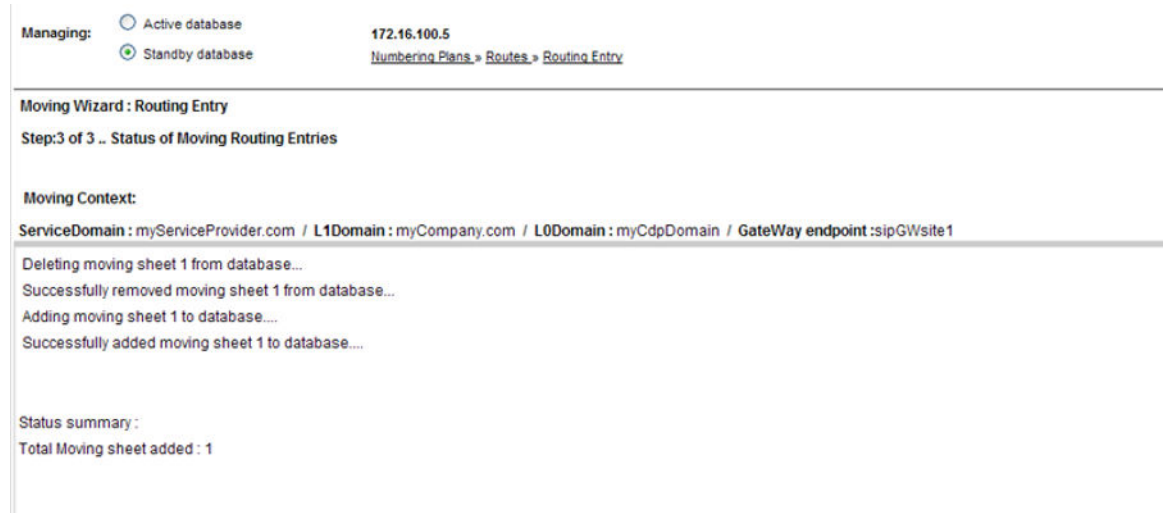 Managing:
Active database
Standby database
172.16.100.5
Numbering Plans » Routes » Routing Entry
Moving Wizard : Routing Entry
Step:3 of 3 .. Status of Moving Routing Entries
Moving Context:
ServiceDomain : myServiceProvider.com / L1Domain : myCompany.com / L0Domain : myCdpDomain / GateWay endpoint :sipGWsite1
Deleting moving sheet 1 from database...
Successfully removed moving sheet 1 from database...
Adding moving sheet 1 to database....
Successfully added moving sheet 1 to database....
Status summary :
Total Moving sheet added : 1